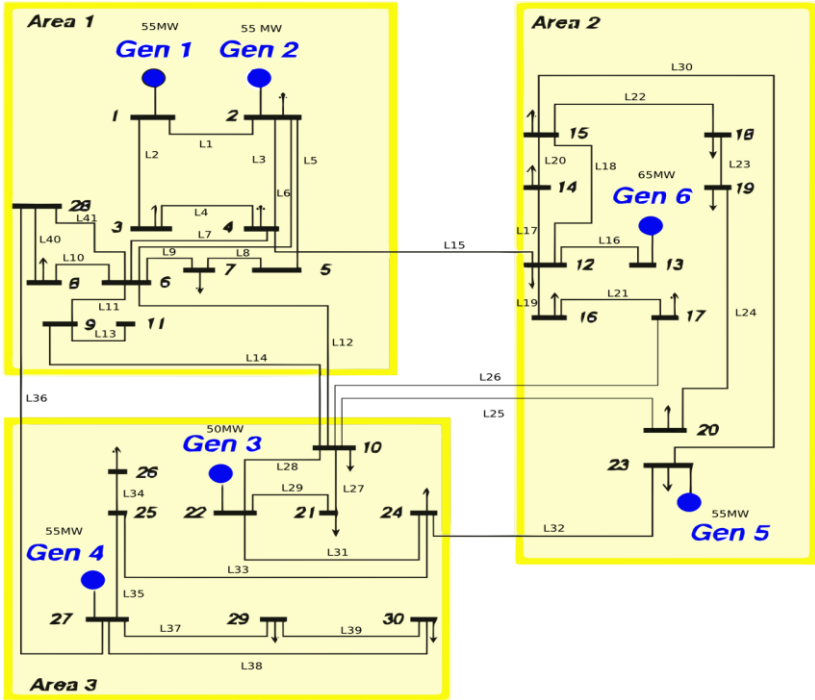 Area 1
55MW
Gen 1
55 MW
Gen 2
1
2
L1
L2
L3
L5
L6
3
L4
4
L7
L41
L40
L10
L9
L8
8
6
7
5
L11
9
11
L13
L14
L12
L15
L36
Area 2
L30
L22
15
18
L20
L18
L23
14
19
65MW
Gen 6
L17
L16
12
13
L19
L21
16
17
L24
L26
L25
20
23
55MW
Gen 5
L32
50MW
Gen 3
10
26
L28
L34
L29
L27
25
22
21
24
55MW
Gen 4
L31
L33
L35
27
29
30
L37
L39
L38
Area 3